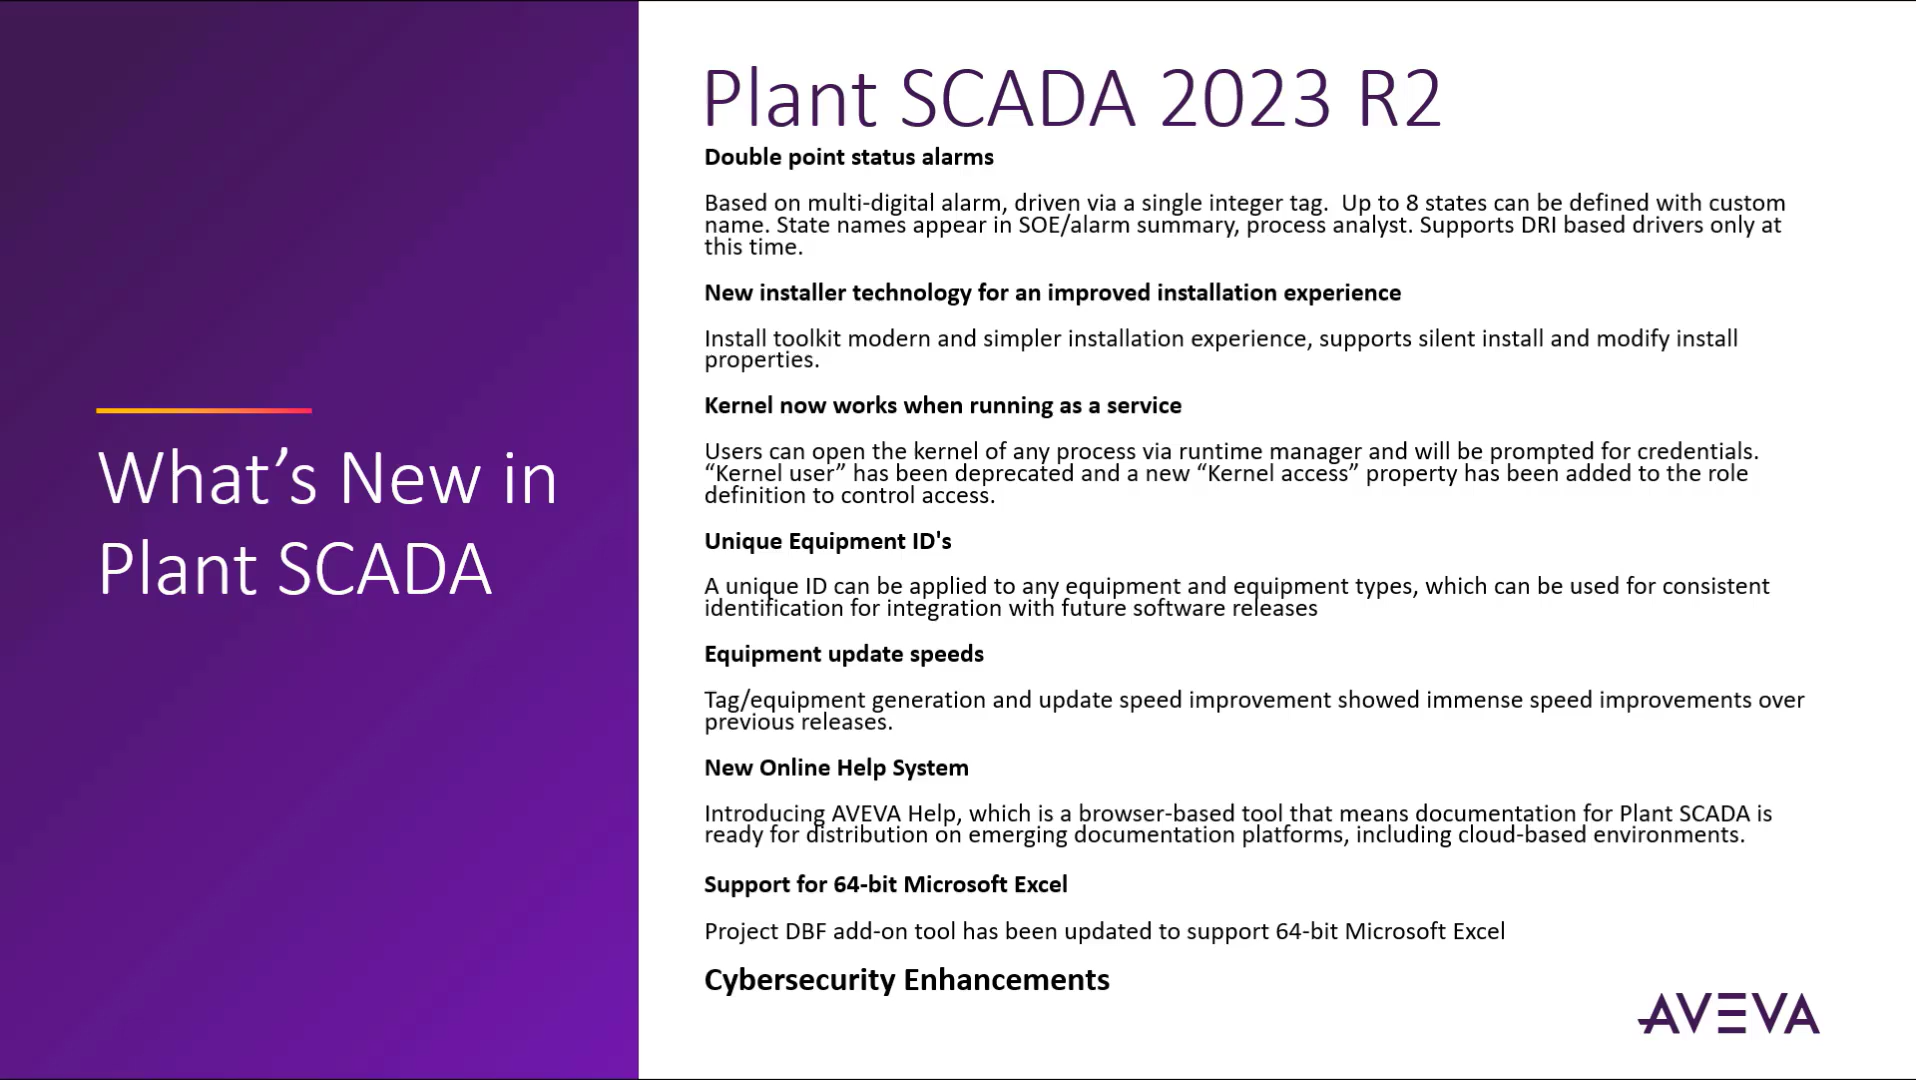 What’s New in
Plant SCADA
Plant SCADA 2023 R2
Double point status alarms
Based on multi-digital alarm, driven via a single integer tag.  Up to 8 states can be defined with custom
name. State names appear in SOE/alarm summary, process analyst. Supports DRI based drivers only at
this time.
New installer technology for an improved installation experience
Install toolkit modern and simpler installation experience, supports silent install and modify install
properties.
Kernel now works when running as a service
Users can open the kernel of any process via runtime manager and will be prompted for credentials.
“Kernel user” has been deprecated and a new “Kernel access” property has been added to the role
definition to control access.
Unique Equipment ID's
A unique ID can be applied to any equipment and equipment types, which can be used for consistent
identification for integration with future software releases
Equipment update speeds
Tag/equipment generation and update speed improvement showed immense speed improvements over
previous releases.
New Online Help System
Introducing AVEVA Help, which is a browser-based tool that means documentation for Plant SCADA is
ready for distribution on emerging documentation platforms, including cloud-based environments.
Support for 64-bit Microsoft Excel
Project DBF add-on tool has been updated to support 64-bit Microsoft Excel
Cybersecurity Enhancements
AVEVA